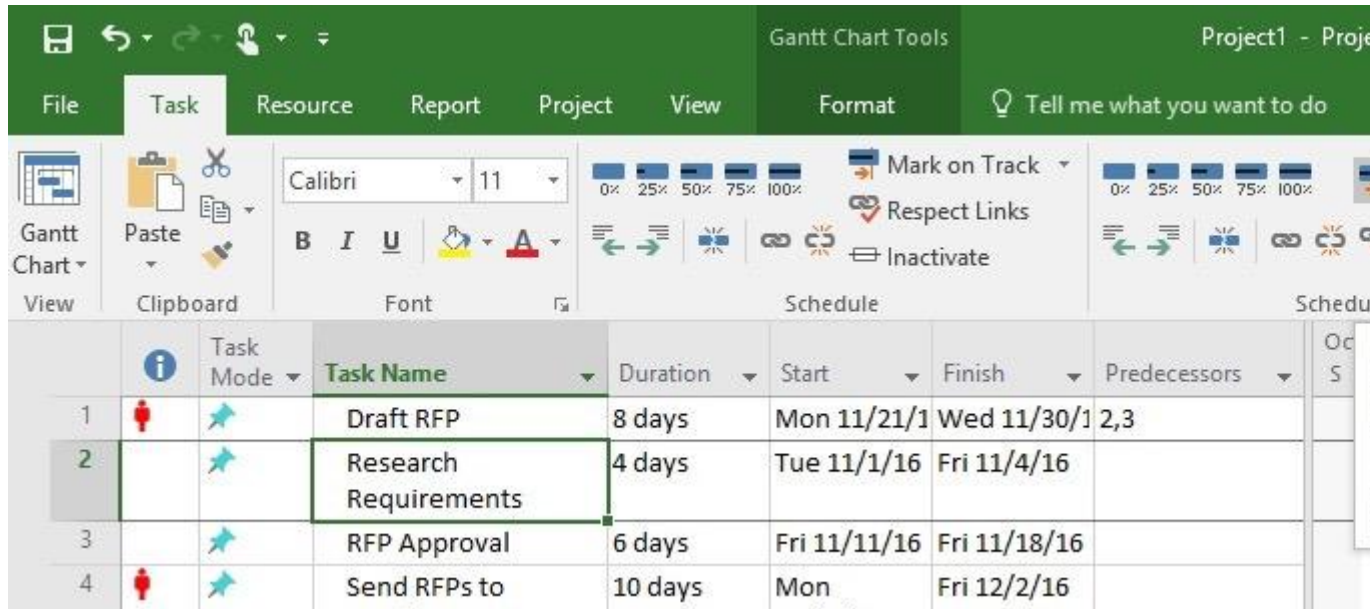 Gantt Chart Tools
Project1 - Proje
File Task Resource Report Project View Format Tell me what you want to do
Gantt
Chart
Paste
Calibri 11
B I U A
0% 25% 50% 75% 100%
Mark on Track
Respect Links
Inactivate
0% 25% 50% 75% 100%
View Clipboard Font Schedule Schedu
Task
Mode Task Name Duration Start Finish Predecessors Oc
S
1 Draft RFP 8 days Mon 11/21/1 Wed 11/30/1 2,3
2 Research
Requirements 4 days Tue 11/1/16 Fri 11/4/16
3 RFP Approval 6 days Fri 11/11/16 Fri 11/18/16
4 Send RFPs to 10 days Mon Fri 12/2/16